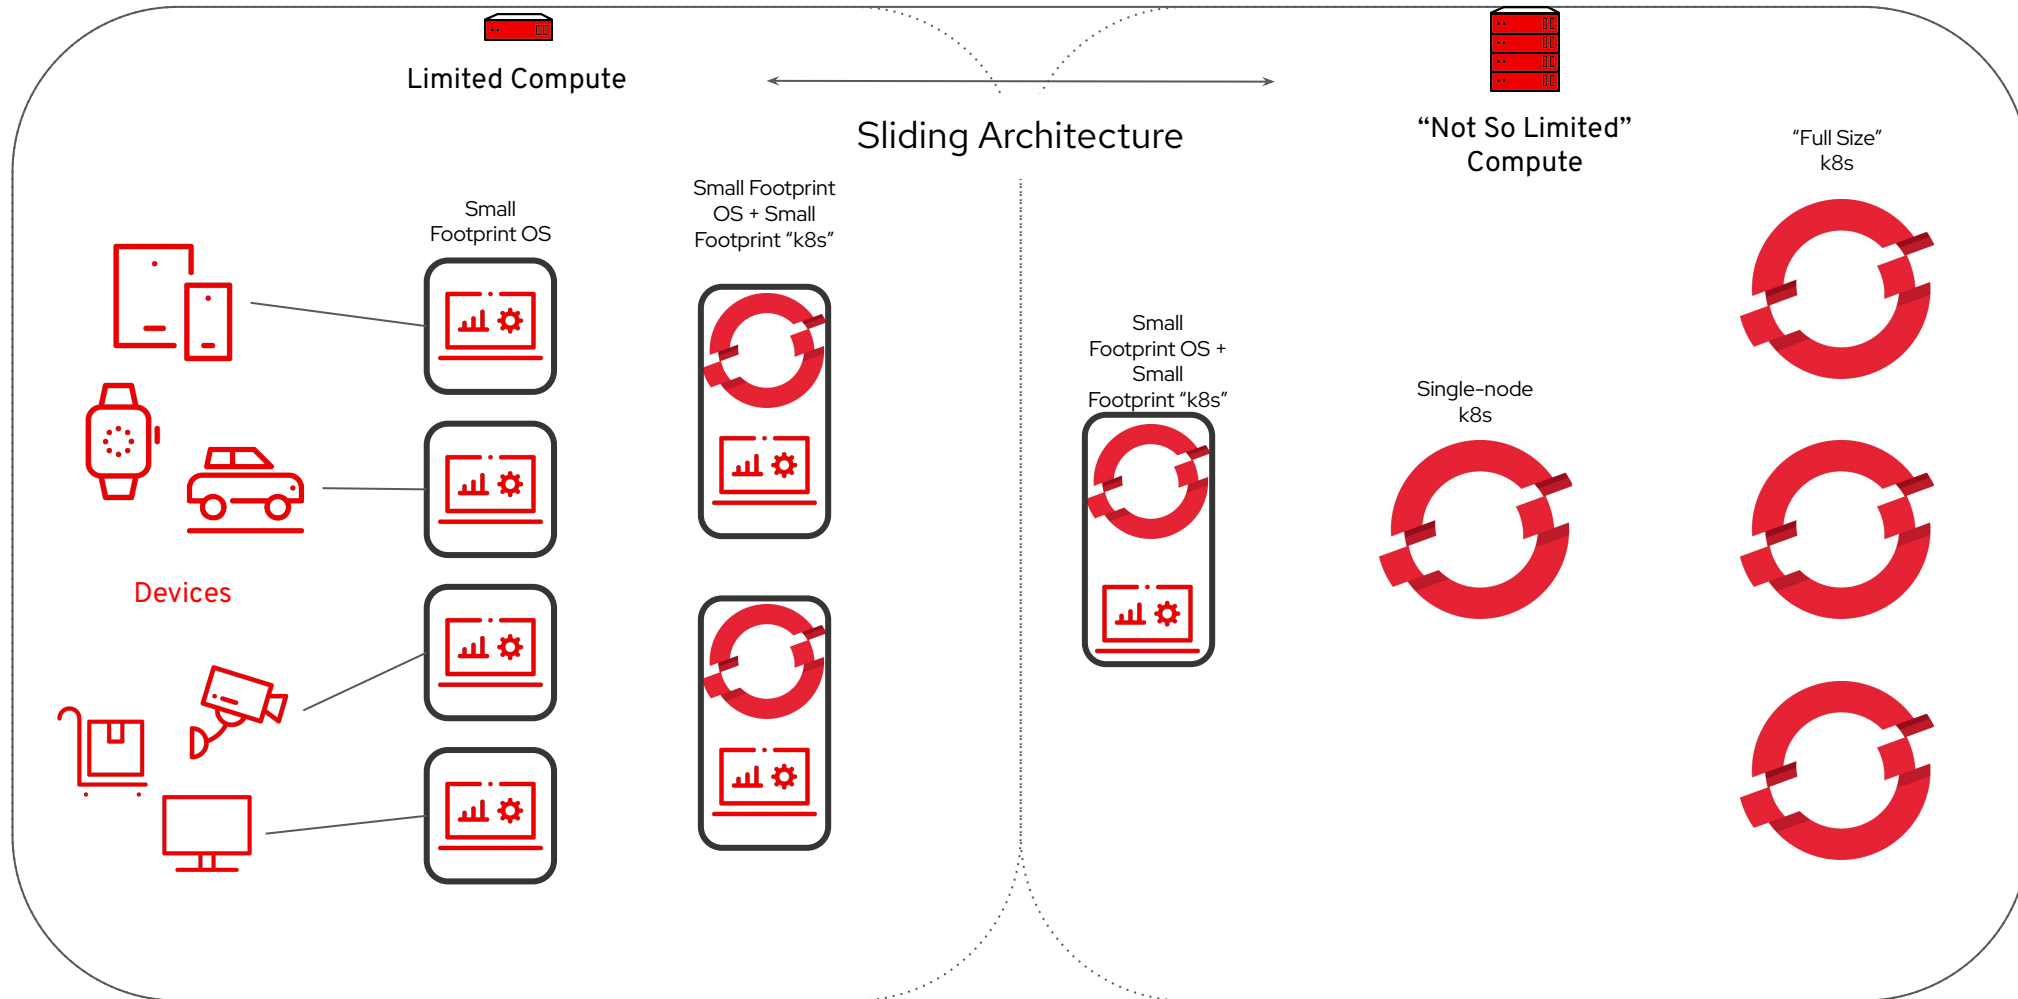 Limited Compute
Sliding Architecture
“Not So Limited”
Compute
“Full Size”
k8s
Small
Footprint OS
Small Footprint
OS + Small
Footprint “k8s”
Small
Footprint OS +
Small
Footprint “k8s”
Single-node
k8s
Devices